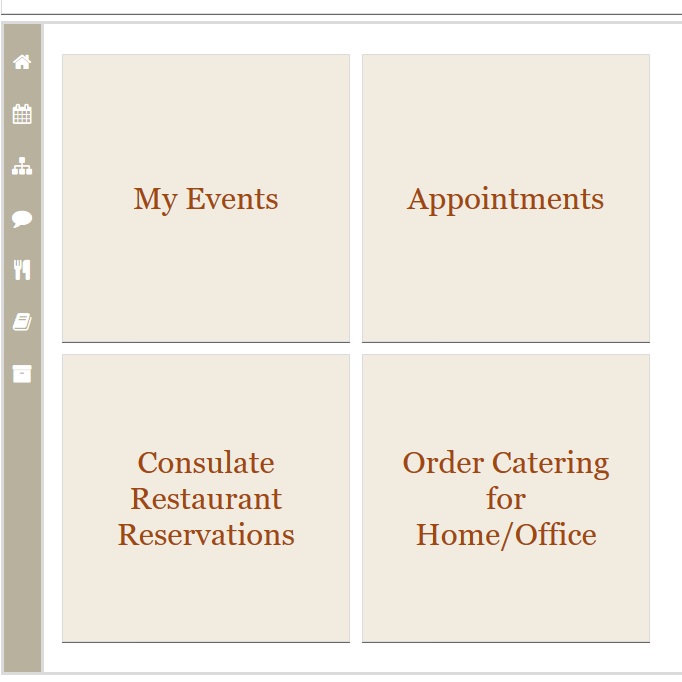 My Events
Appointments
Consulate
Restaurant
Reservations
Order Catering
for
Home/Office